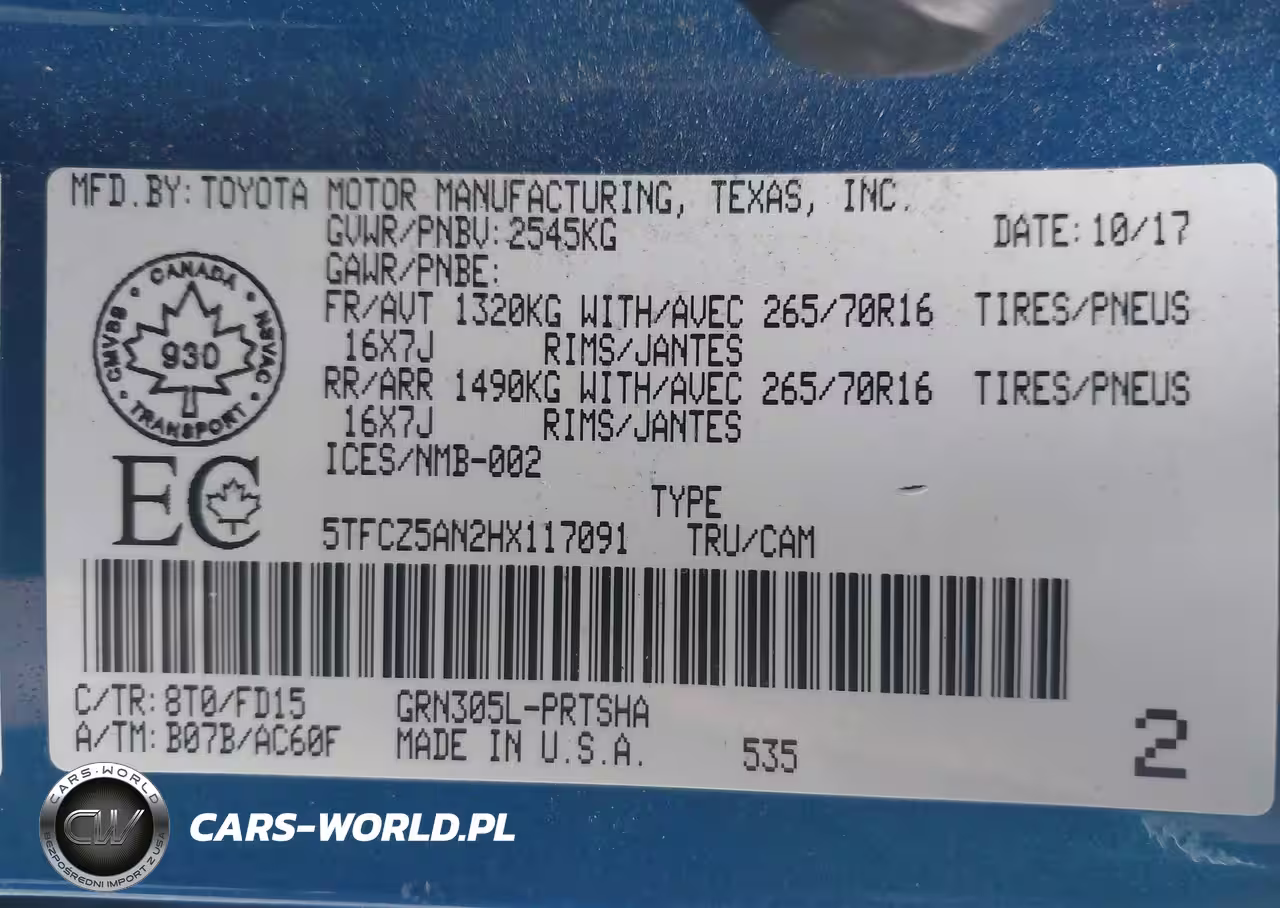 MFD.BY: TOYOTA MOTOR MANUFACTURING, TEXAS, INC.
GVWR/PNBV: 2545KG DATE: 10/17
GAWR/PNBE:
FR/AVT 1320KG WITH/AVEC 265/70R16 TIRES/PNEUS
16X7J RIMS/JANTES
RR/ARR 1490KG WITH/AVEC 265/70R16 TIRES/PNEUS
16X7J RIMS/JANTES
ICES/NMB-002
CANADA • NSVAC • TRANSPORT • CMVSS •
930
EC
TYPE
5TFCZ5AN2HX117091 TRU/CAM
C/TR: 8T0/FD15 GRN305L-PRTSHA
A/TM: B07B/AC60F MADE IN U.S.A. 535
2
CARS-WORLD
CW
BEZPOŚREDNI IMPORT Z USA
CARS-WORLD.PL